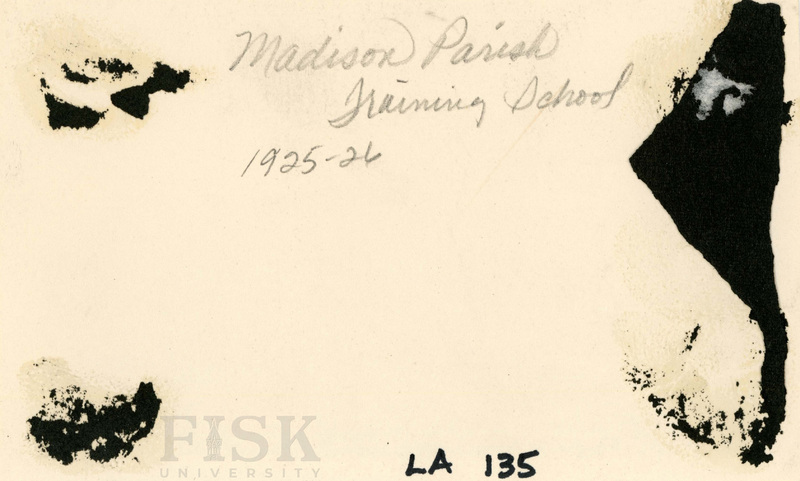 Madison Parish
Training School
1925-26
FISK
UNIVERSITY
LA 135